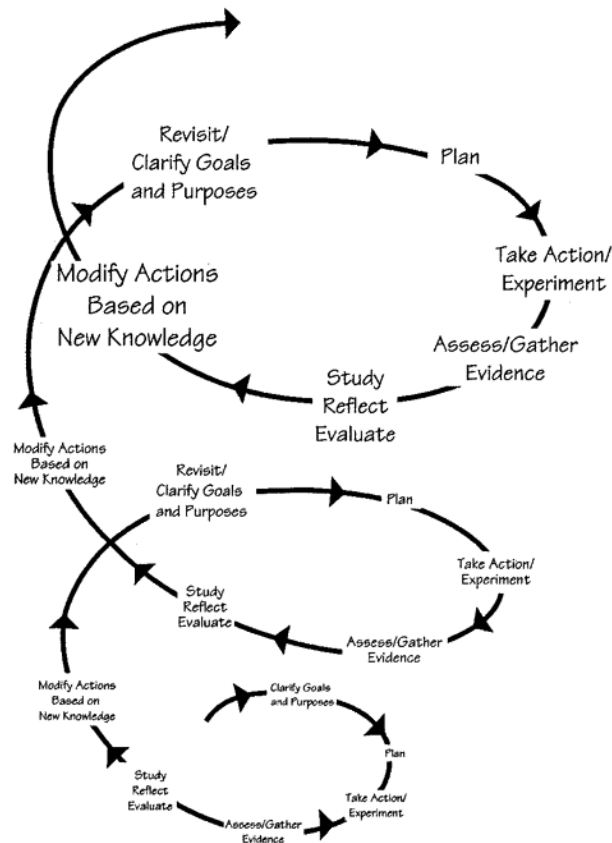 Revisit/
Clarify Goals
and Purposes
Plan
Take Action/
Experiment
Assess/Gather
Evidence
Study
Reflect
Evaluate
Modify Actions
Based on
New Knowledge
Modify Actions
Based on
New Knowledge
Revisit/
Clarify Goals
and Purposes
Plan
Take Action/
Experiment
Assess/Gather
Evidence
Study
Reflect
Evaluate
Modify Actions
Based on
New Knowledge
Clarify Goals
and Purposes
Plan
Take Action/
Experiment
Assess/Gather
Evidence
Study
Reflect
Evaluate